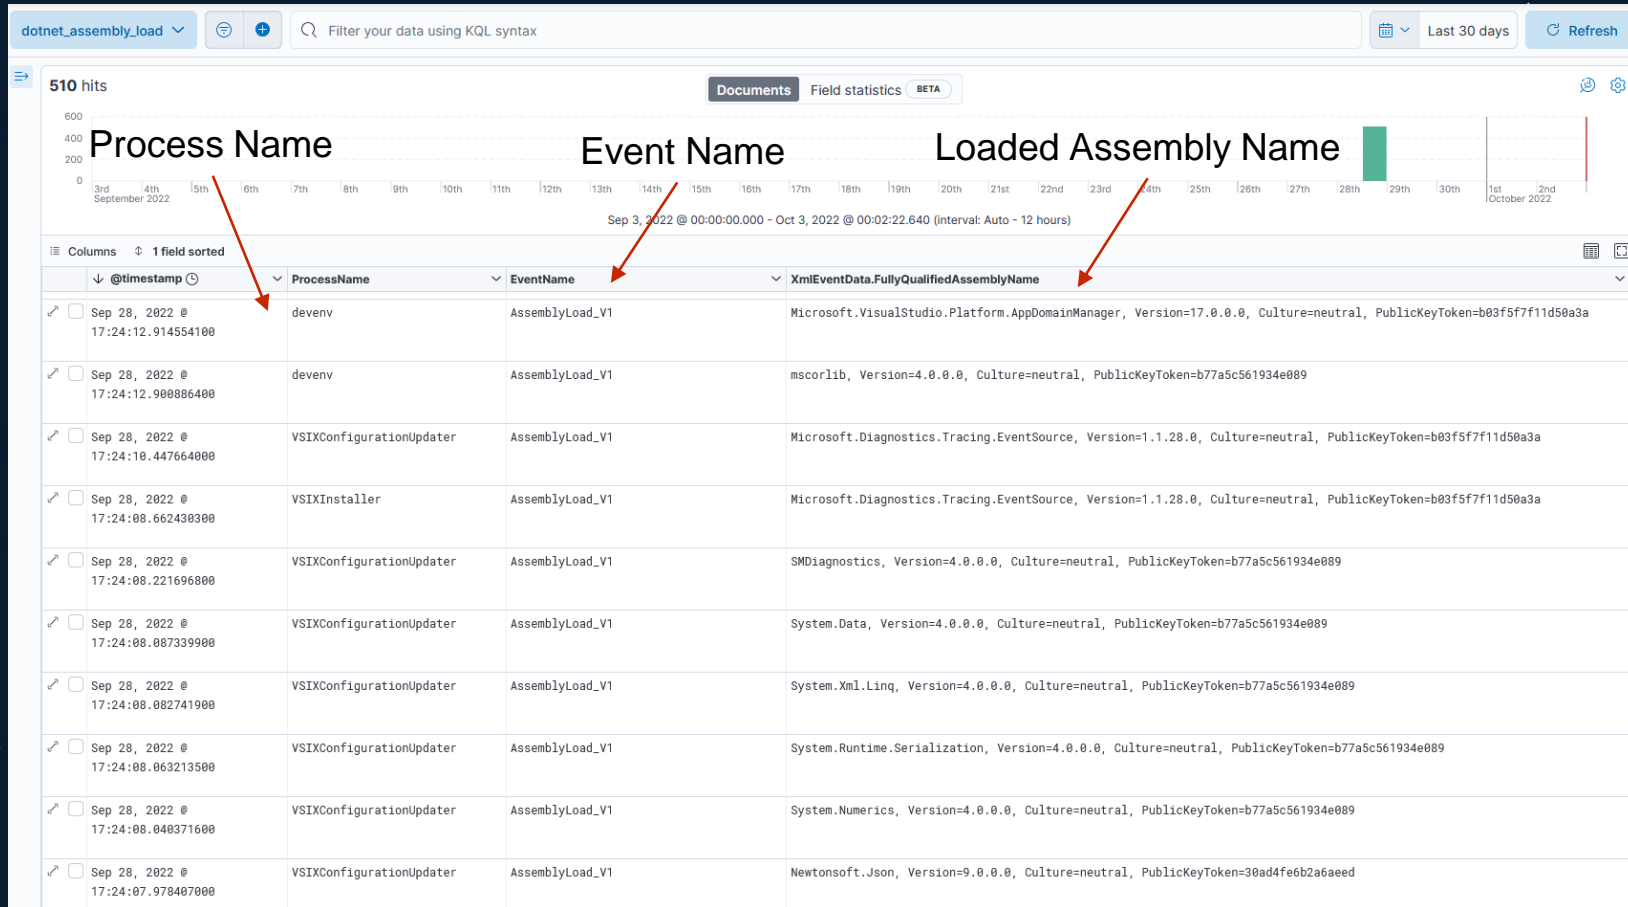 dotnet_assembly_load
Filter your data using KQL syntax
Last 30 days
Refresh
510 hits
Documents
Field statistics
BETA
600
400
200
0
Process Name
Event Name
Loaded Assembly Name
3rd
4th
5th
6th
7th
8th
9th
10th
11th
12th
13th
14th
15th
16th
17th
18th
19th
20th
21st
22nd
23rd
24th
25th
26th
27th
28th
29th
30th
1st
2nd
September 2022
October 2022
Sep 3, 2022 @ 00:00:00.000 - Oct 3, 2022 @ 00:02:22.640 (interval: Auto - 12 hours)
Columns
1 field sorted
@timestamp
ProcessName
EventName
XmlEventData.FullyQualifiedAssemblyName
Sep 28, 2022 @
17:24:12.914554100
devenv
AssemblyLoad_V1
Microsoft.VisualStudio.Platform.AppDomainManager, Version=17.0.0.0, Culture=neutral, PublicKeyToken=b03f5f7f11d50a3a
Sep 28, 2022 @
17:24:12.900886400
devenv
AssemblyLoad_V1
mscorlib, Version=4.0.0.0, Culture=neutral, PublicKeyToken=b77a5c561934e089
Sep 28, 2022 @
17:24:10.447664000
VSIXConfigurationUpdater
AssemblyLoad_V1
Microsoft.Diagnostics.Tracing.EventSource, Version=1.1.28.0, Culture=neutral, PublicKeyToken=b03f5f7f11d50a3a
Sep 28, 2022 @
17:24:08.662430300
VSIXInstaller
AssemblyLoad_V1
Microsoft.Diagnostics.Tracing.EventSource, Version=1.1.28.0, Culture=neutral, PublicKeyToken=b03f5f7f11d50a3a
Sep 28, 2022 @
17:24:08.221696800
VSIXConfigurationUpdater
AssemblyLoad_V1
SMDiagnostics, Version=4.0.0.0, Culture=neutral, PublicKeyToken=b77a5c561934e089
Sep 28, 2022 @
17:24:08.087339900
VSIXConfigurationUpdater
AssemblyLoad_V1
System.Data, Version=4.0.0.0, Culture=neutral, PublicKeyToken=b77a5c561934e089
Sep 28, 2022 @
17:24:08.082741900
VSIXConfigurationUpdater
AssemblyLoad_V1
System.Xml.Linq, Version=4.0.0.0, Culture=neutral, PublicKeyToken=b77a5c561934e089
Sep 28, 2022 @
17:24:08.063213500
VSIXConfigurationUpdater
AssemblyLoad_V1
System.Runtime.Serialization, Version=4.0.0.0, Culture=neutral, PublicKeyToken=b77a5c561934e089
Sep 28, 2022 @
17:24:08.040371600
VSIXConfigurationUpdater
AssemblyLoad_V1
System.Numerics, Version=4.0.0.0, Culture=neutral, PublicKeyToken=b77a5c561934e089
Sep 28, 2022 @
17:24:07.978407000
VSIXConfigurationUpdater
AssemblyLoad_V1
Newtonsoft.Json, Version=9.0.0.0, Culture=neutral, PublicKeyToken=30ad4fe6b2a6aeed